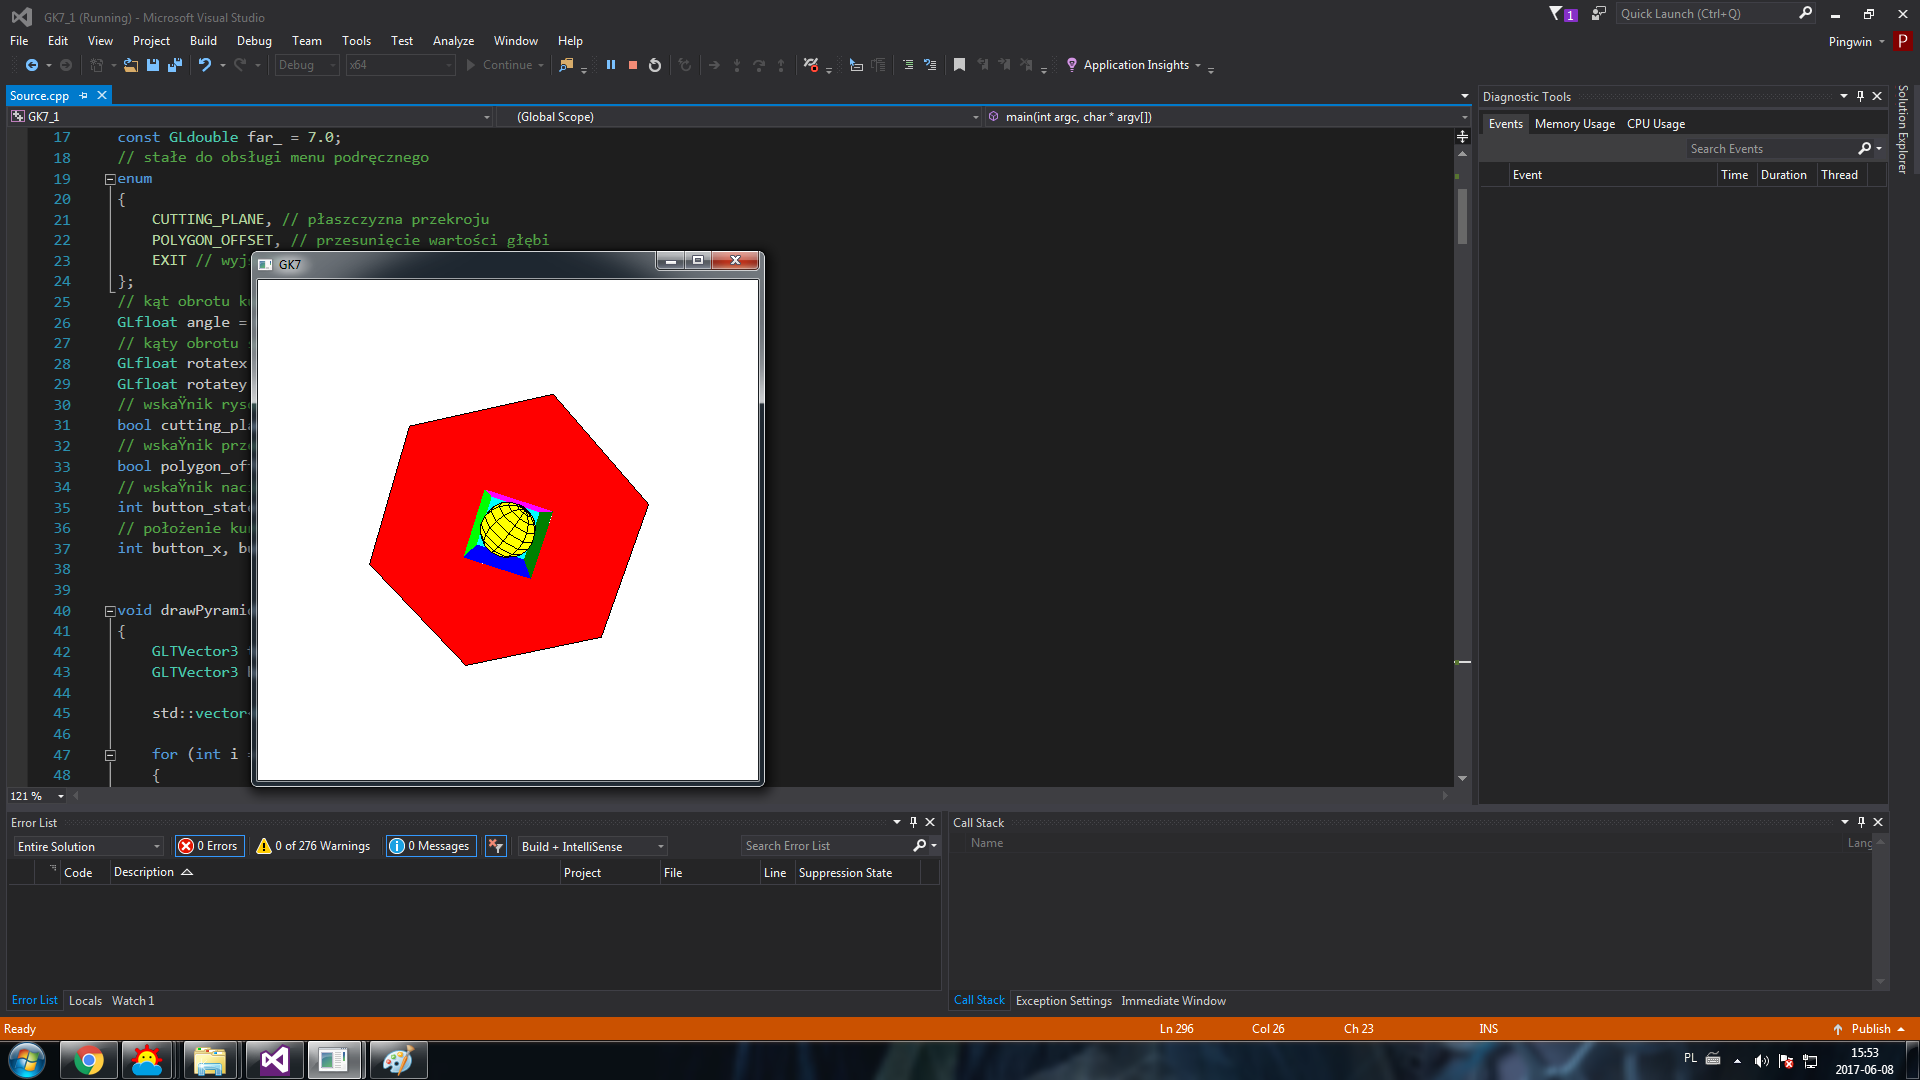 GK7_1 (Running) - Microsoft Visual Studio
1
Quick Launch (Ctrl+Q)
File Edit View Project Build Debug Team Tools Test Analyze Window Help
Pingwin
P
Debug x64 Continue Application Insights
Source.cpp
GK7_1 (Global Scope) main(int argc, char * argv[])
17 const GLdouble far_ = 7.0;
18 // stałe do obsługi menu podręcznego
19 enum
20 {
21 CUTTING_PLANE, // płaszczyzna przekroju
22 POLYGON_OFFSET, // przesunięcie wartości głębi
23 EXIT // wyj
24 };
25 // kąt obrotu k
26 GLfloat angle =
27 // kąty obrotu
28 GLfloat rotatex
29 GLfloat rotatey
30 // wskaŸnik rys
31 bool cutting_pla
32 // wskaŸnik prz
33 bool polygon_of
34 // wskaŸnik nac
35 int button_stat
36 // położenie ku
37 int button_x, b
38
39
40 void drawPyrami
41 {
42 GLTVector3
43 GLTVector3
44
45 std::vector
46
47 for (int i =
48 {
GK7
121 %
Diagnostic Tools
Events Memory Usage CPU Usage
Search Events
Event Time Duration Thread
Solution Explorer
Error List
Entire Solution 0 Errors 0 of 276 Warnings 0 Messages Build + IntelliSense Search Error List
Code Description Project File Line Suppression State
Error List Locals Watch 1
Call Stack
Name Lang
Call Stack Exception Settings Immediate Window
Ready Ln 296 Col 26 Ch 23 INS Publish
PL
15:53
2017-06-08